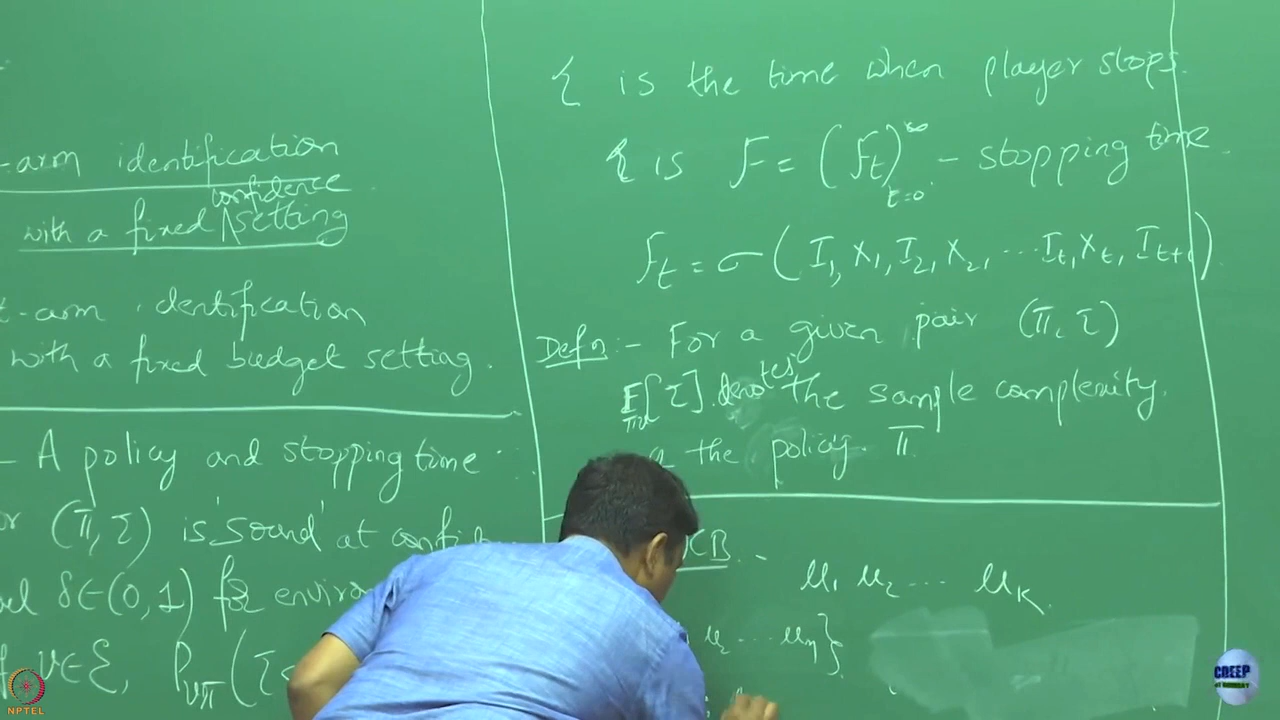 -arm identification
confidence
with a fixed setting
t-arm identification
with a fixed budget setting.
- A policy and stopping time
or (π, τ) is 'sound' at
δ∈(0,1) for
ν∈ℰ, P_νπ (τ<
τ is the time when player stops.
τ is F = (F_t)_{t=0}^∞ - stopping time.
F_t = σ ( I_1, X_1, I_2, X_2, ... I_t, X_t, I_{t+1} )
Defn:- For a given pair (π, τ)
E[τ] denotes the sample complexity.
the policy π.
UCB. -
μ_1 μ_2 ... μ_K.
NPTEL
CDEEP